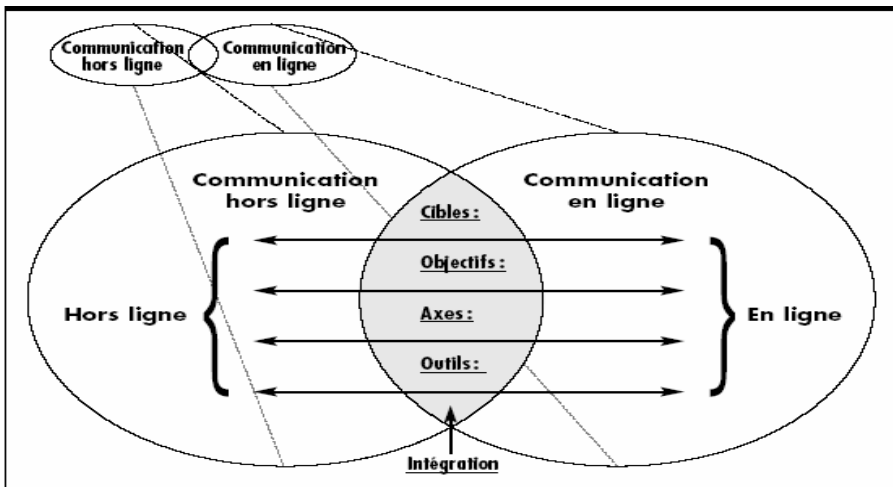 Communication
hors ligne
Communication
en ligne
Communication
hors ligne
Communication
en ligne
Cibles :
Objectifs :
Hors ligne
Axes :
En ligne
Outils :
Intégration